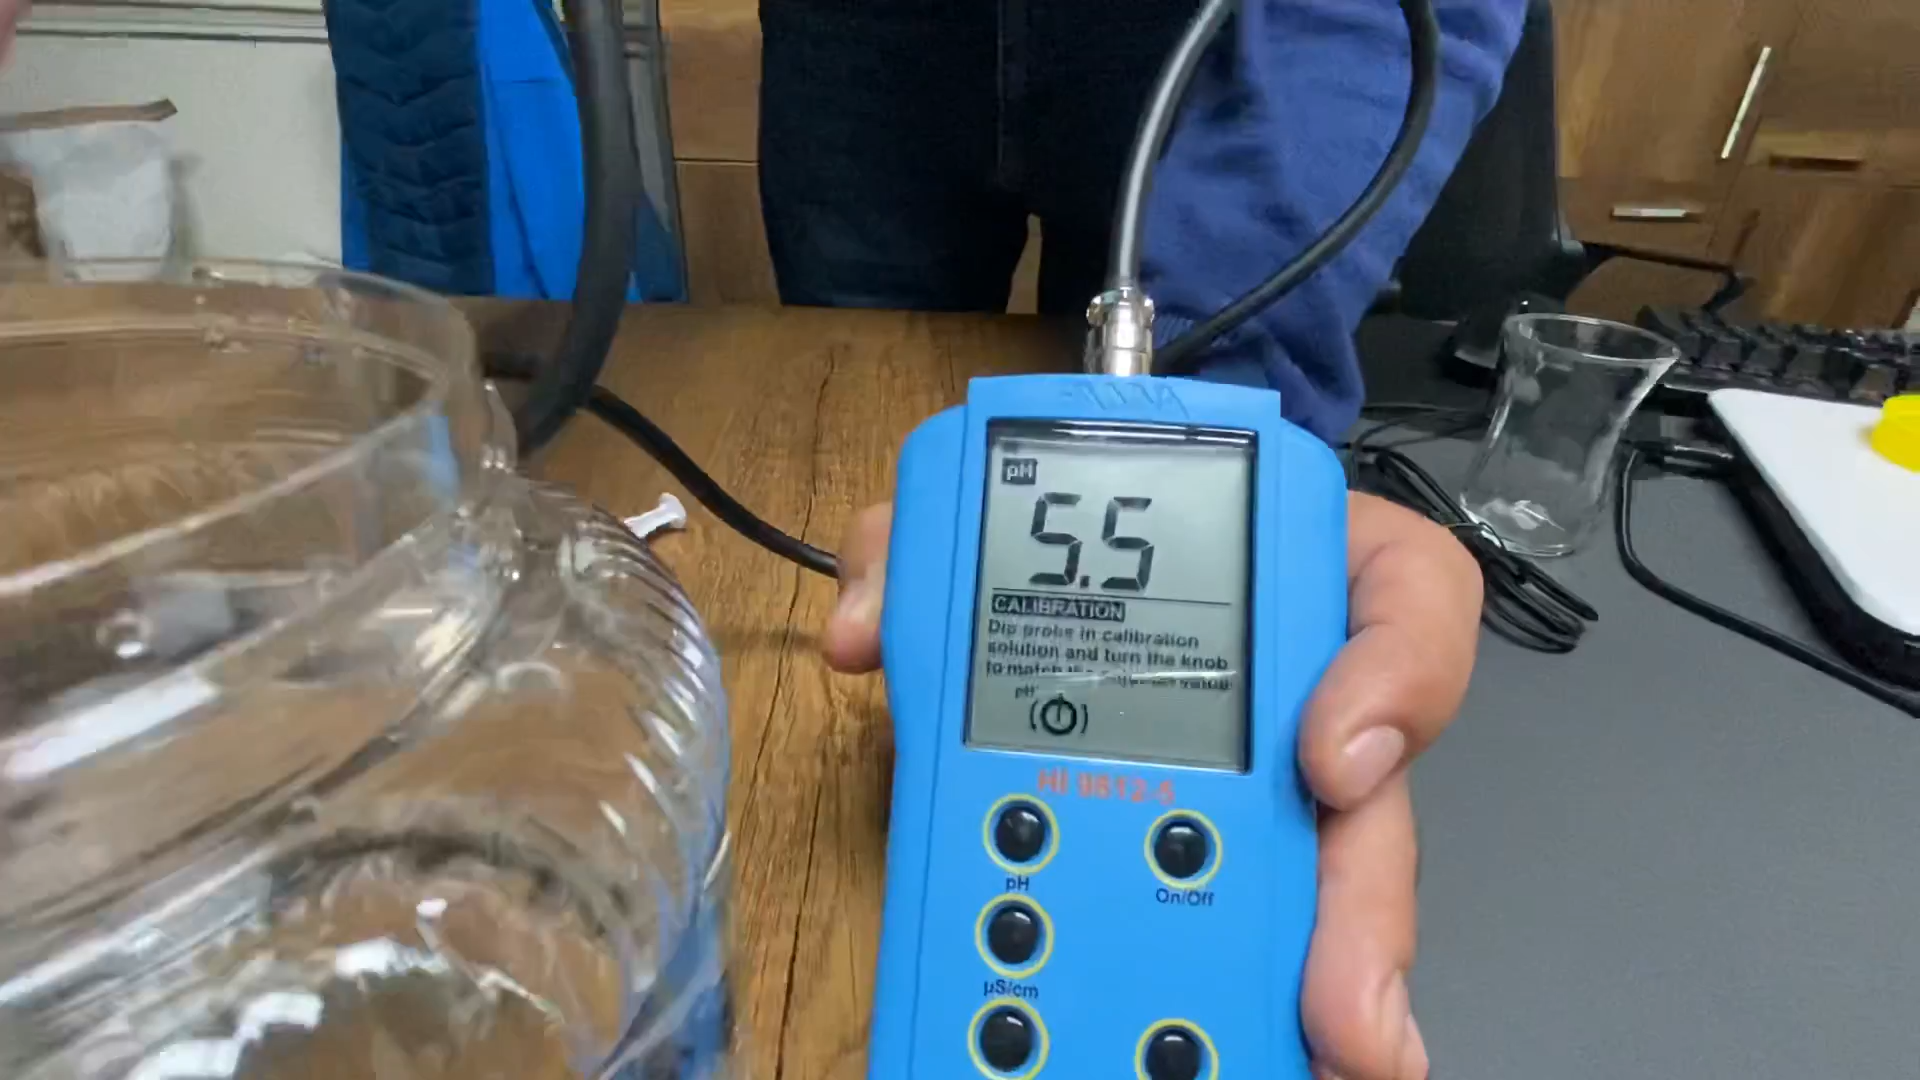 pH
5.5
CALIBRATION
Dip probe in calibration
solution and turn the knob
to match the
pH
HI 9812-5
pH
On/Off
µS/cm